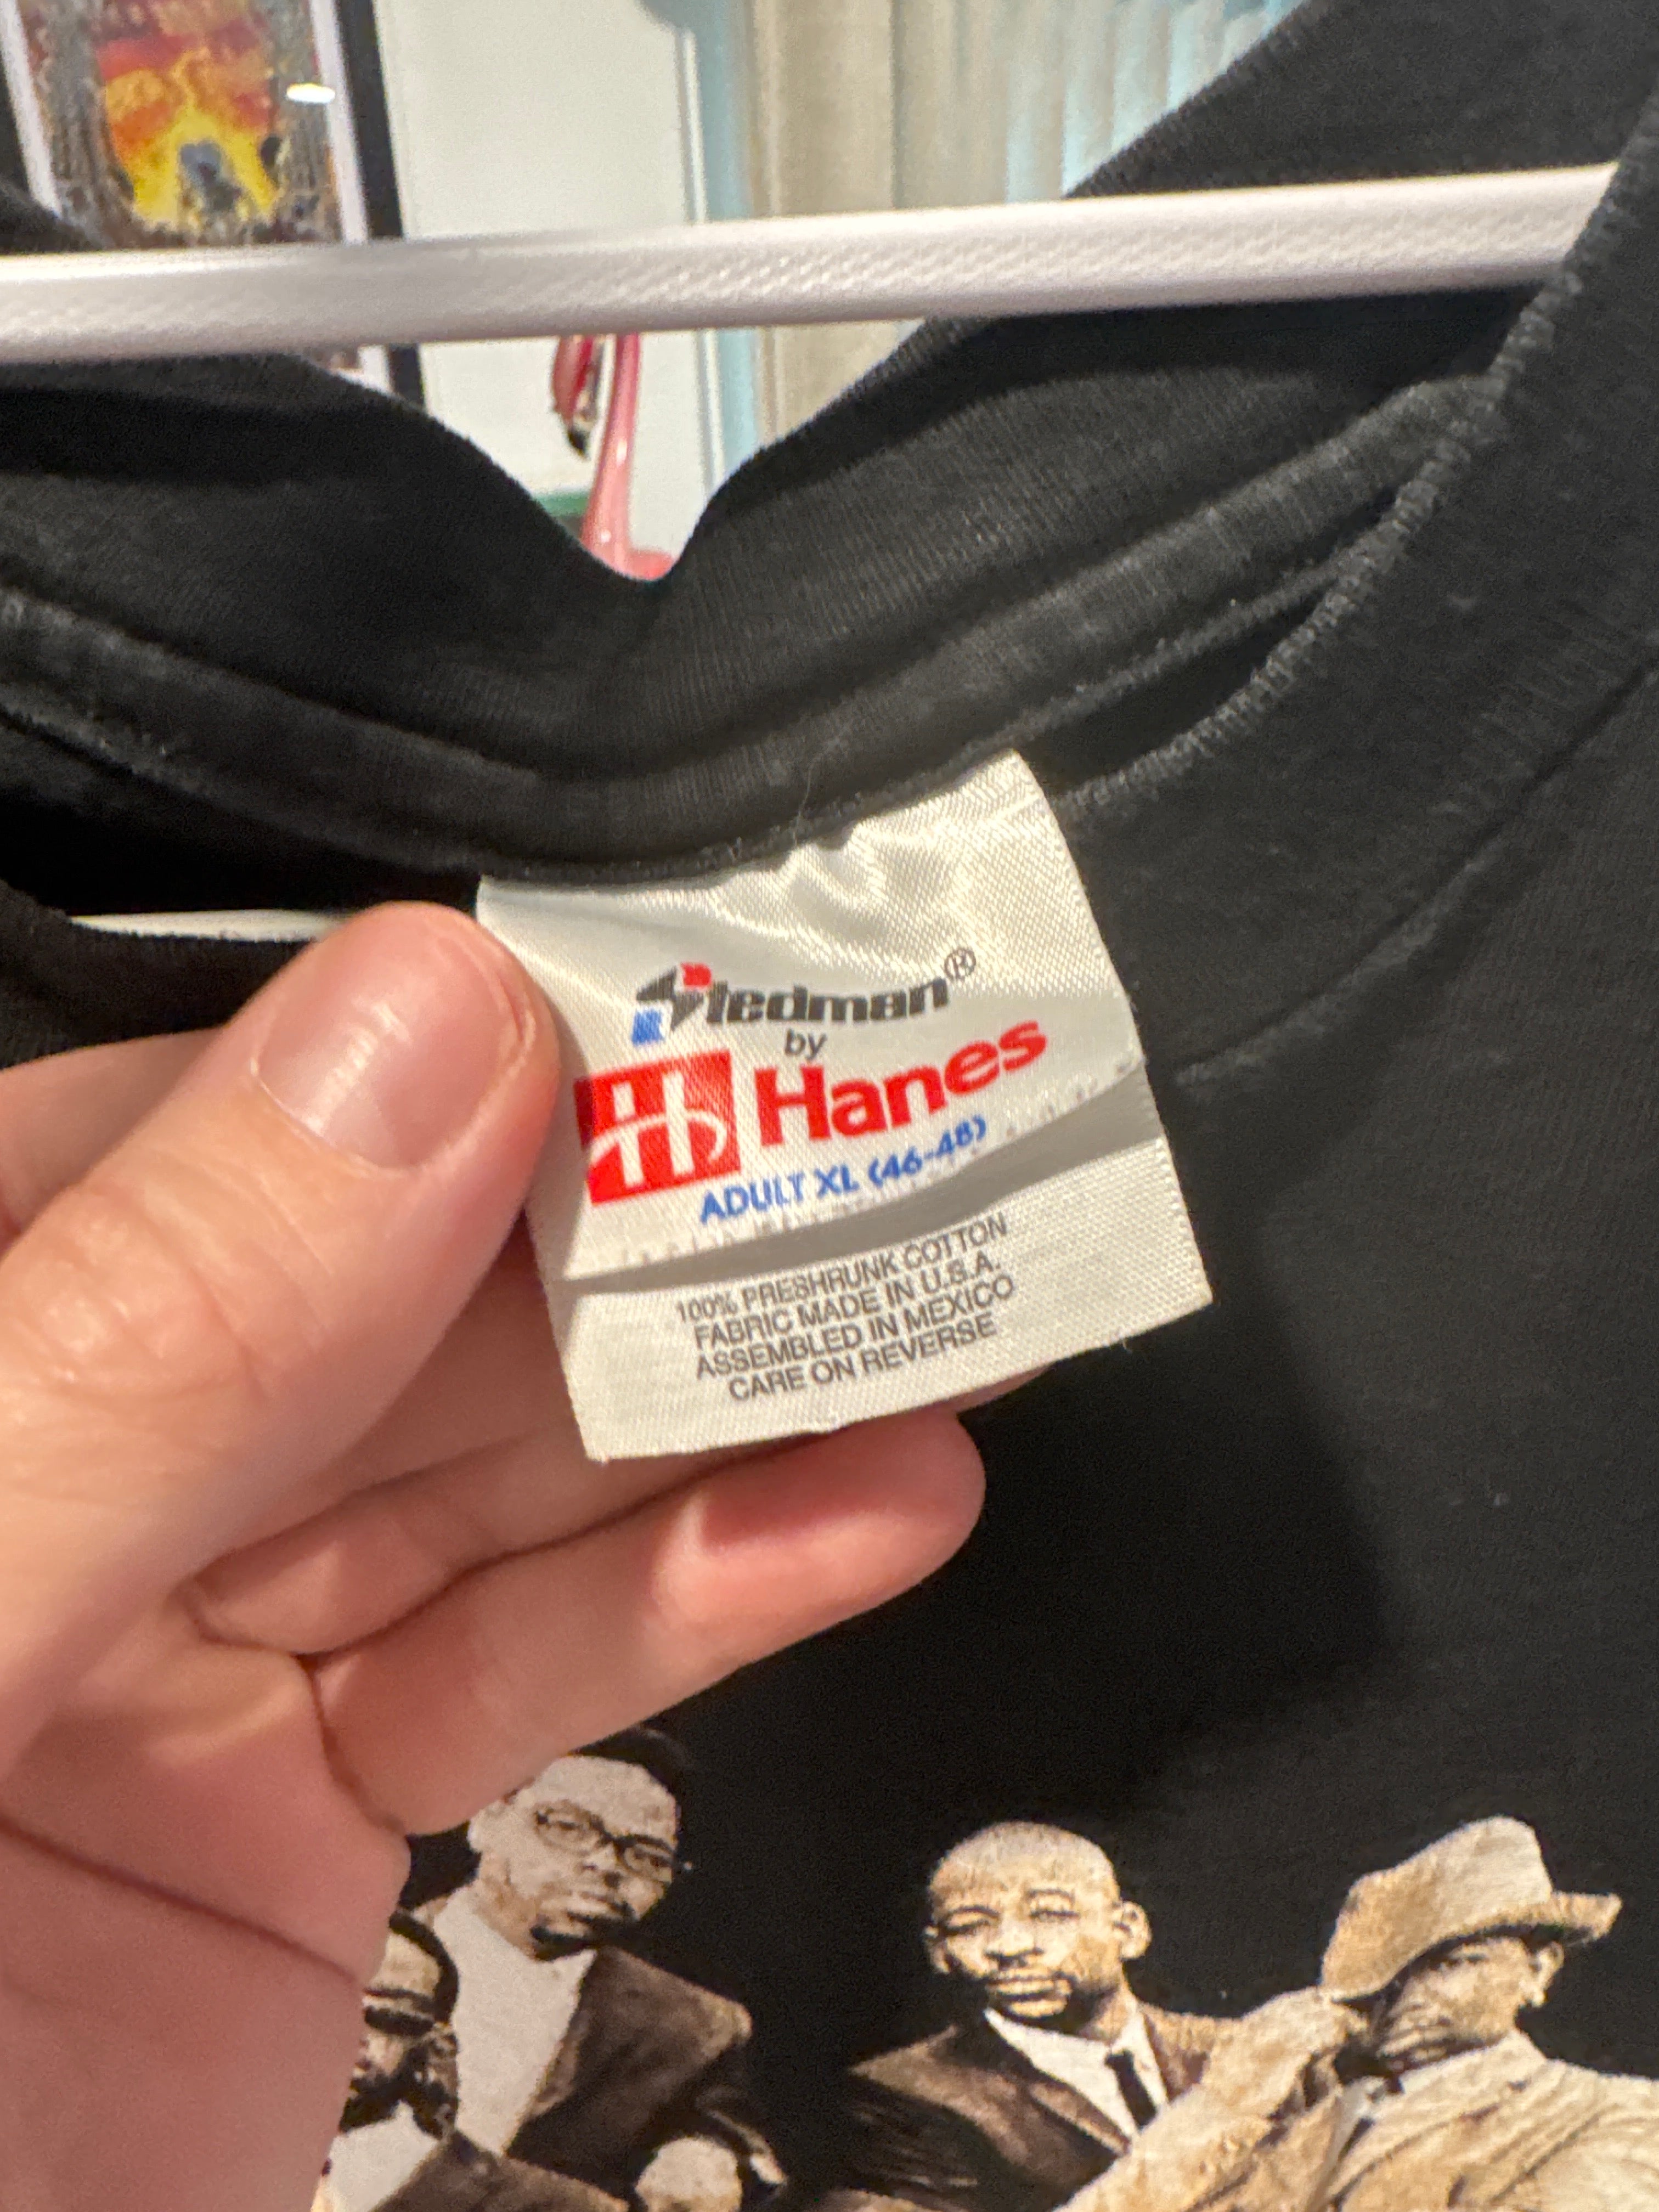 Stedman®
by
Hanes
ADULT XL (46-48)
100% PRESHRUNK COTTON
FABRIC MADE IN U.S.A.
ASSEMBLED IN MEXICO
CARE ON REVERSE